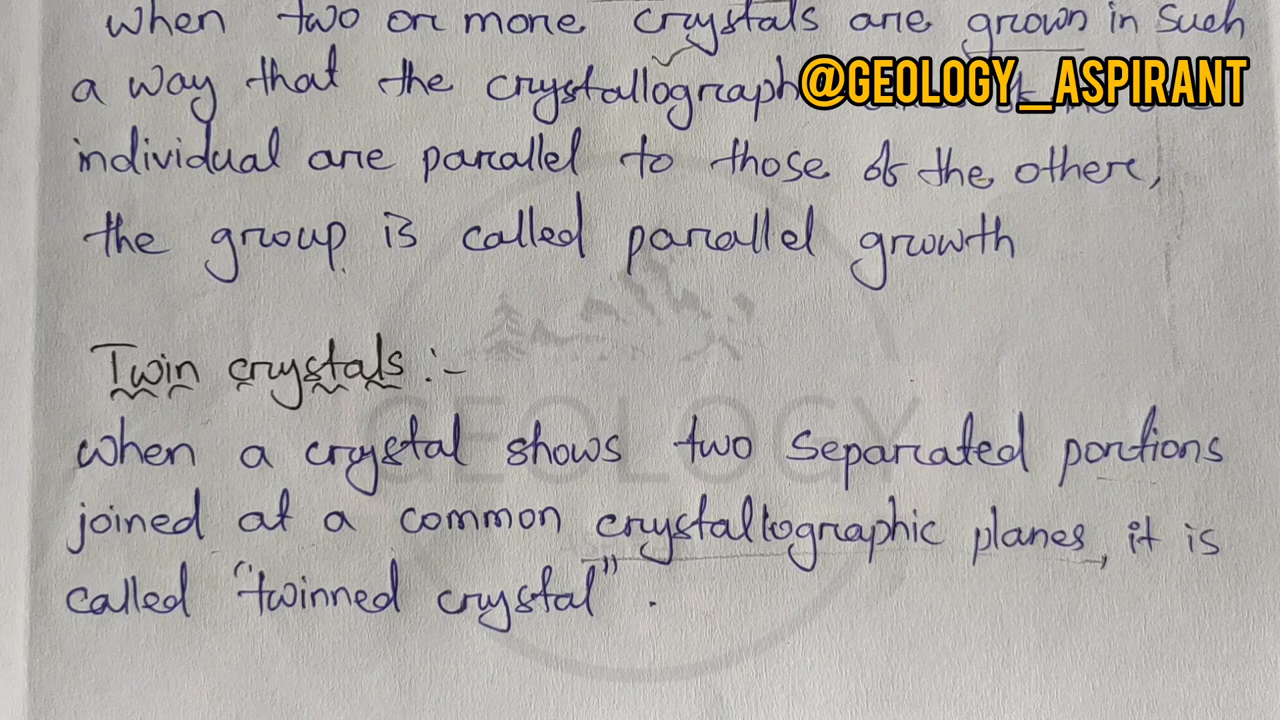 When two or more crystals are grown in such
a way that the crystallograph
@GEOLOGY_ASPIRANT
individual are parallel to those of the other,
the group is called parallel growth
Twin crystals :-
GEOLOGY
When a crystal shows two separated portions
joined at a common crystallographic planes, it is
called "twinned crystal".